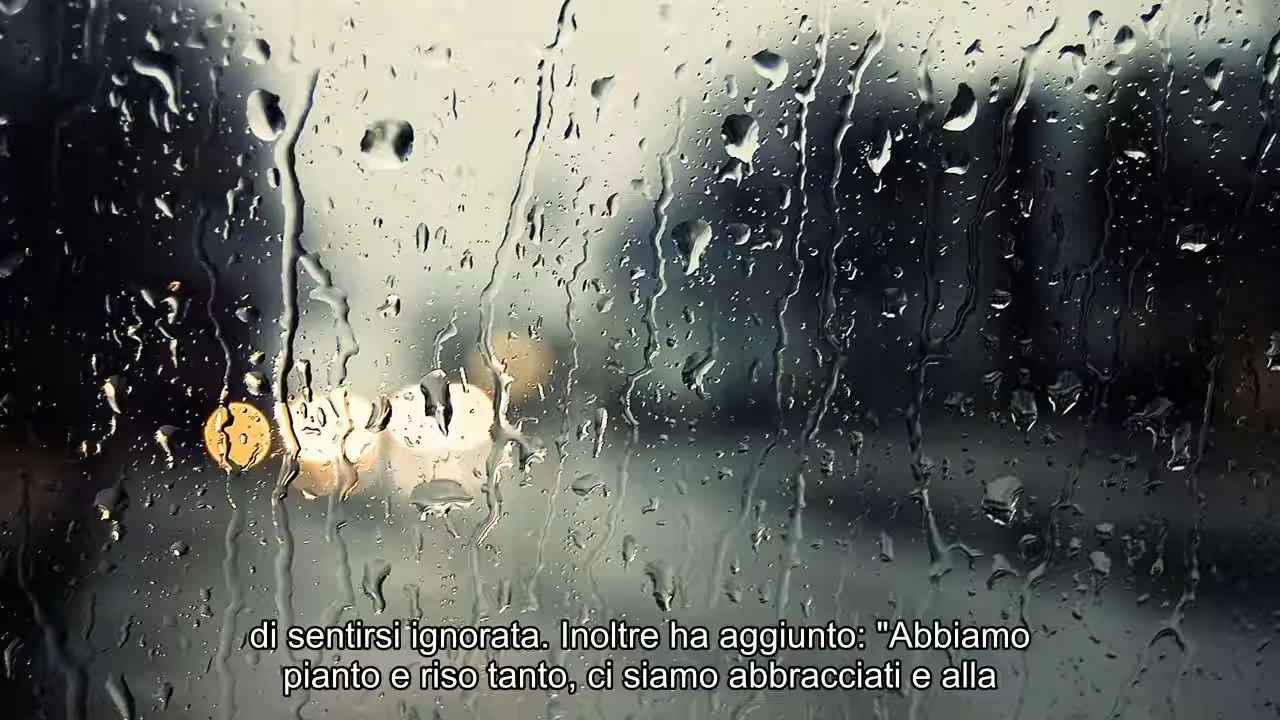 di sentirsi ignorata. Inoltre ha aggiunto: "Abbiamo
pianto e riso tanto, ci siamo abbracciati e alla